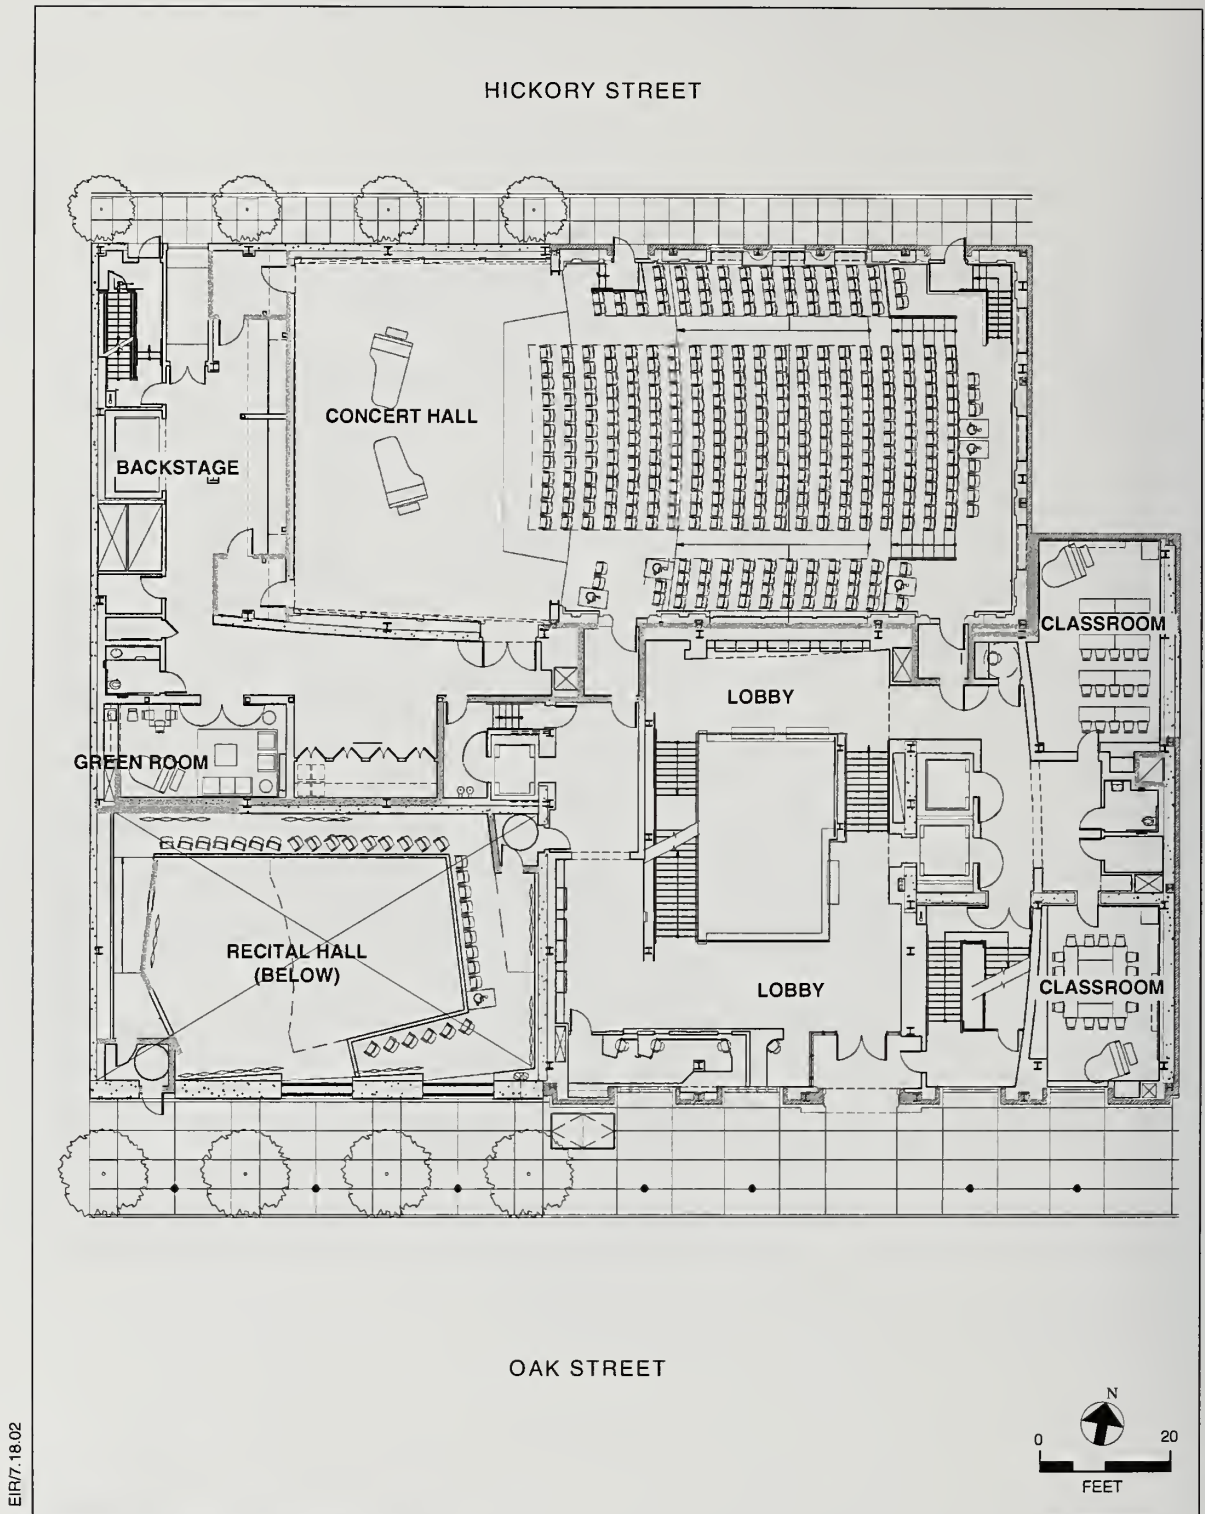 HICKORY STREET
CONCERT HALL
BACKSTAGE
CLASSROOM
LOBBY
GREEN ROOM
RECITAL HALL
(BELOW)
LOBBY
CLASSROOM
OAK STREET
N
0 20
FEET
EIR/7.18.02